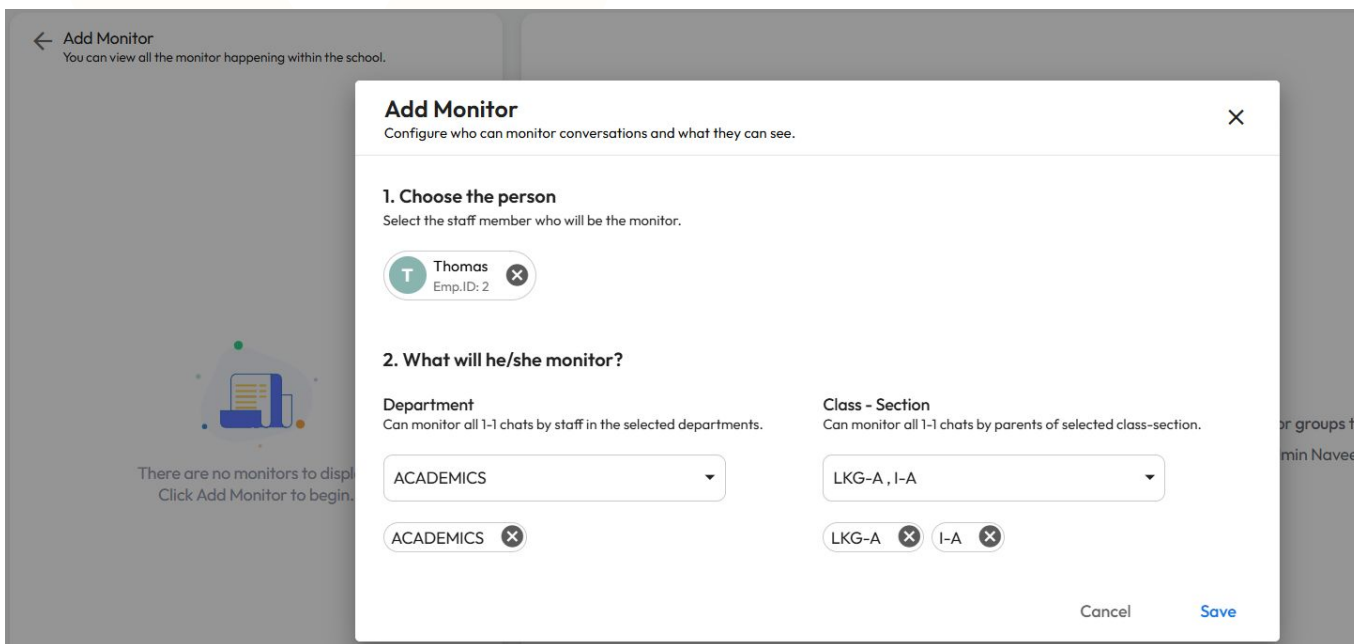 Add Monitor
You can view all the monitor happening within the school.
Add Monitor
Configure who can monitor conversations and what they can see.
1. Choose the person
Select the staff member who will be the monitor.
T
Thomas
Emp.ID: 2
2. What will he/she monitor?
Department
Can monitor all 1-1 chats by staff in the selected departments.
ACADEMICS
ACADEMICS
Class - Section
Can monitor all 1-1 chats by parents of selected class-section.
LKG-A , I-A
LKG-A
I-A
Cancel
Save
There are no monitors to
Click Add Monitor to begin.
groups